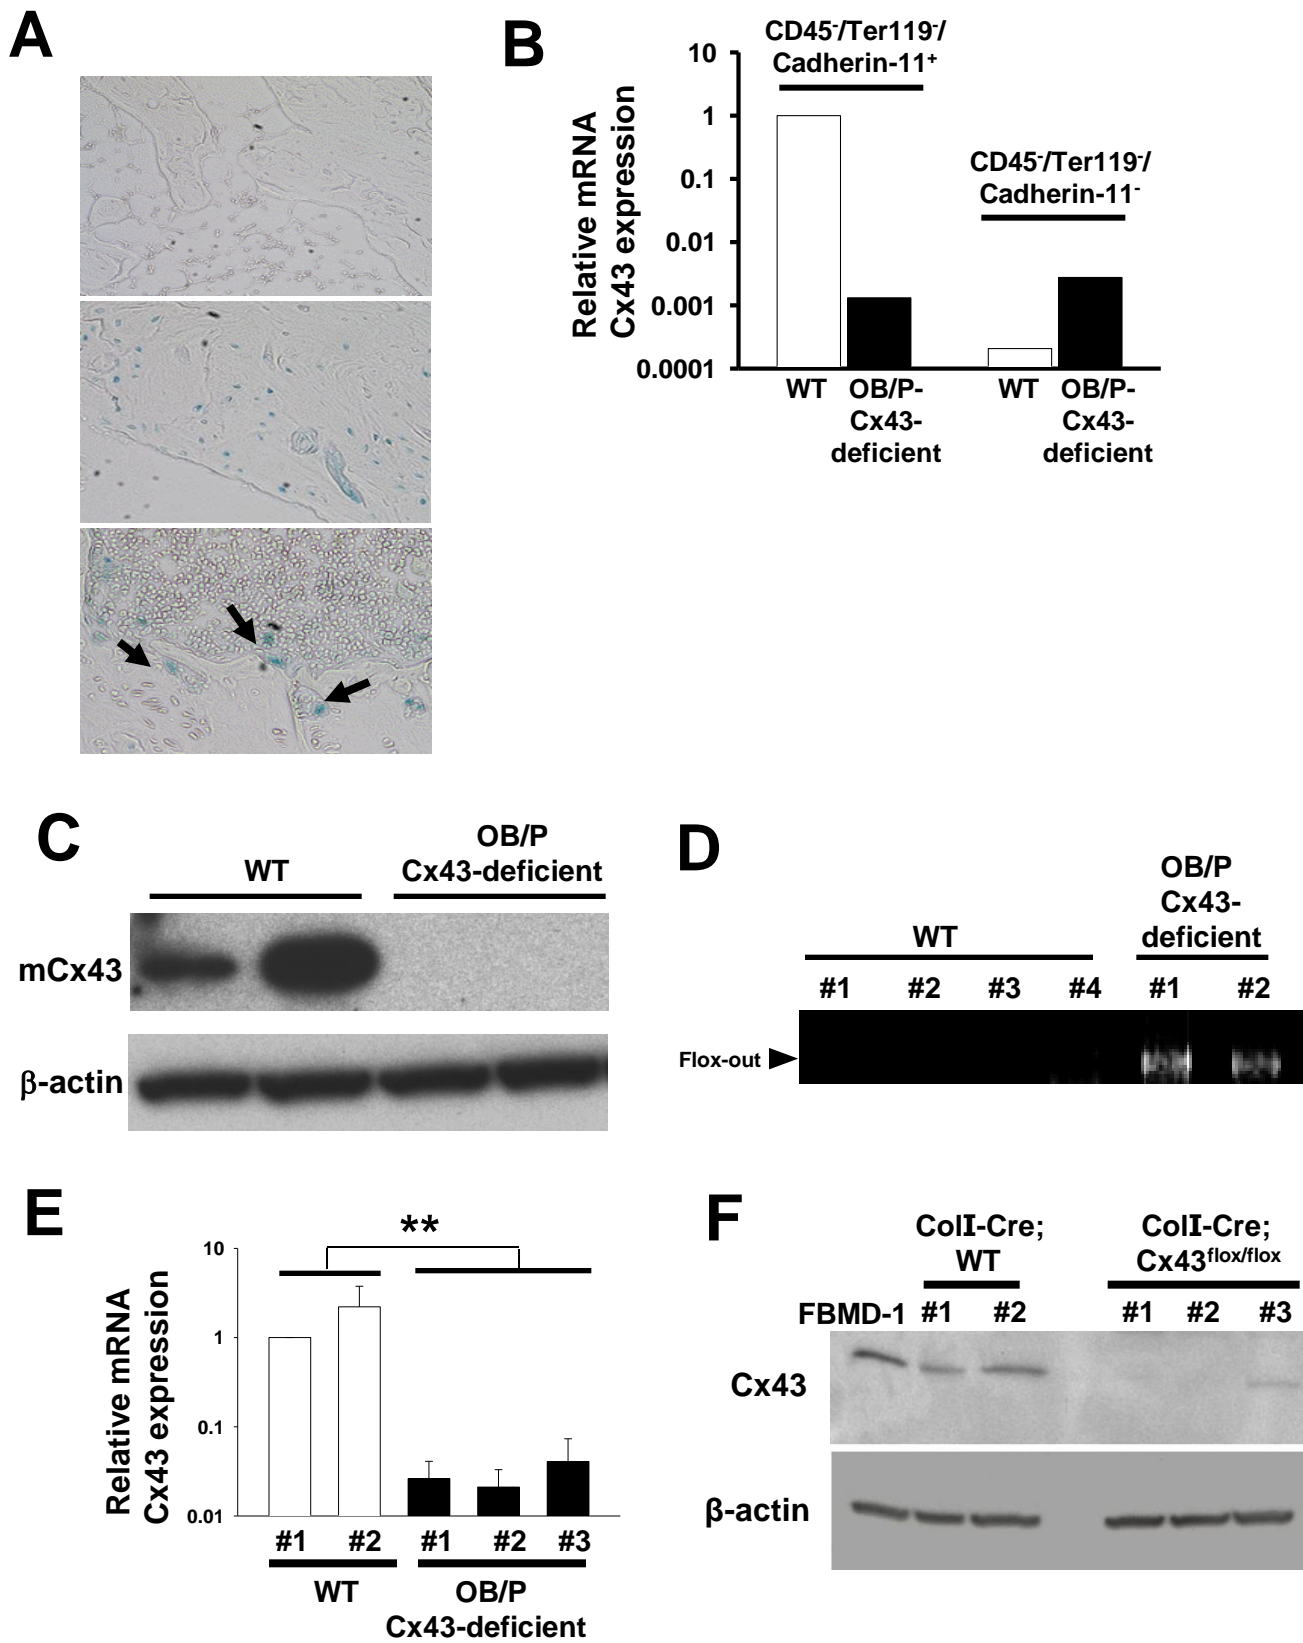 A
B
CD45⁻/Ter119⁻/
Cadherin-11⁺
CD45⁻/Ter119⁻/
Cadherin-11⁻
Relative mRNA
Cx43 expression
10
1
0.1
0.01
0.001
0.0001
WT
OB/P-
Cx43-
deficient
WT
OB/P-
Cx43-
deficient
C
WT
OB/P
Cx43-deficient
mCx43
β-actin
D
WT
OB/P
Cx43-
deficient
#1 #2 #3 #4 #1 #2
Flox-out
E
**
Relative mRNA
Cx43 expression
10
1
0.1
0.01
#1 #2 #1 #2 #3
WT
OB/P
Cx43-deficient
F
ColI-Cre;
WT
ColI-Cre;
Cx43flox/flox
FBMD-1 #1 #2 #1 #2 #3
Cx43
β-actin